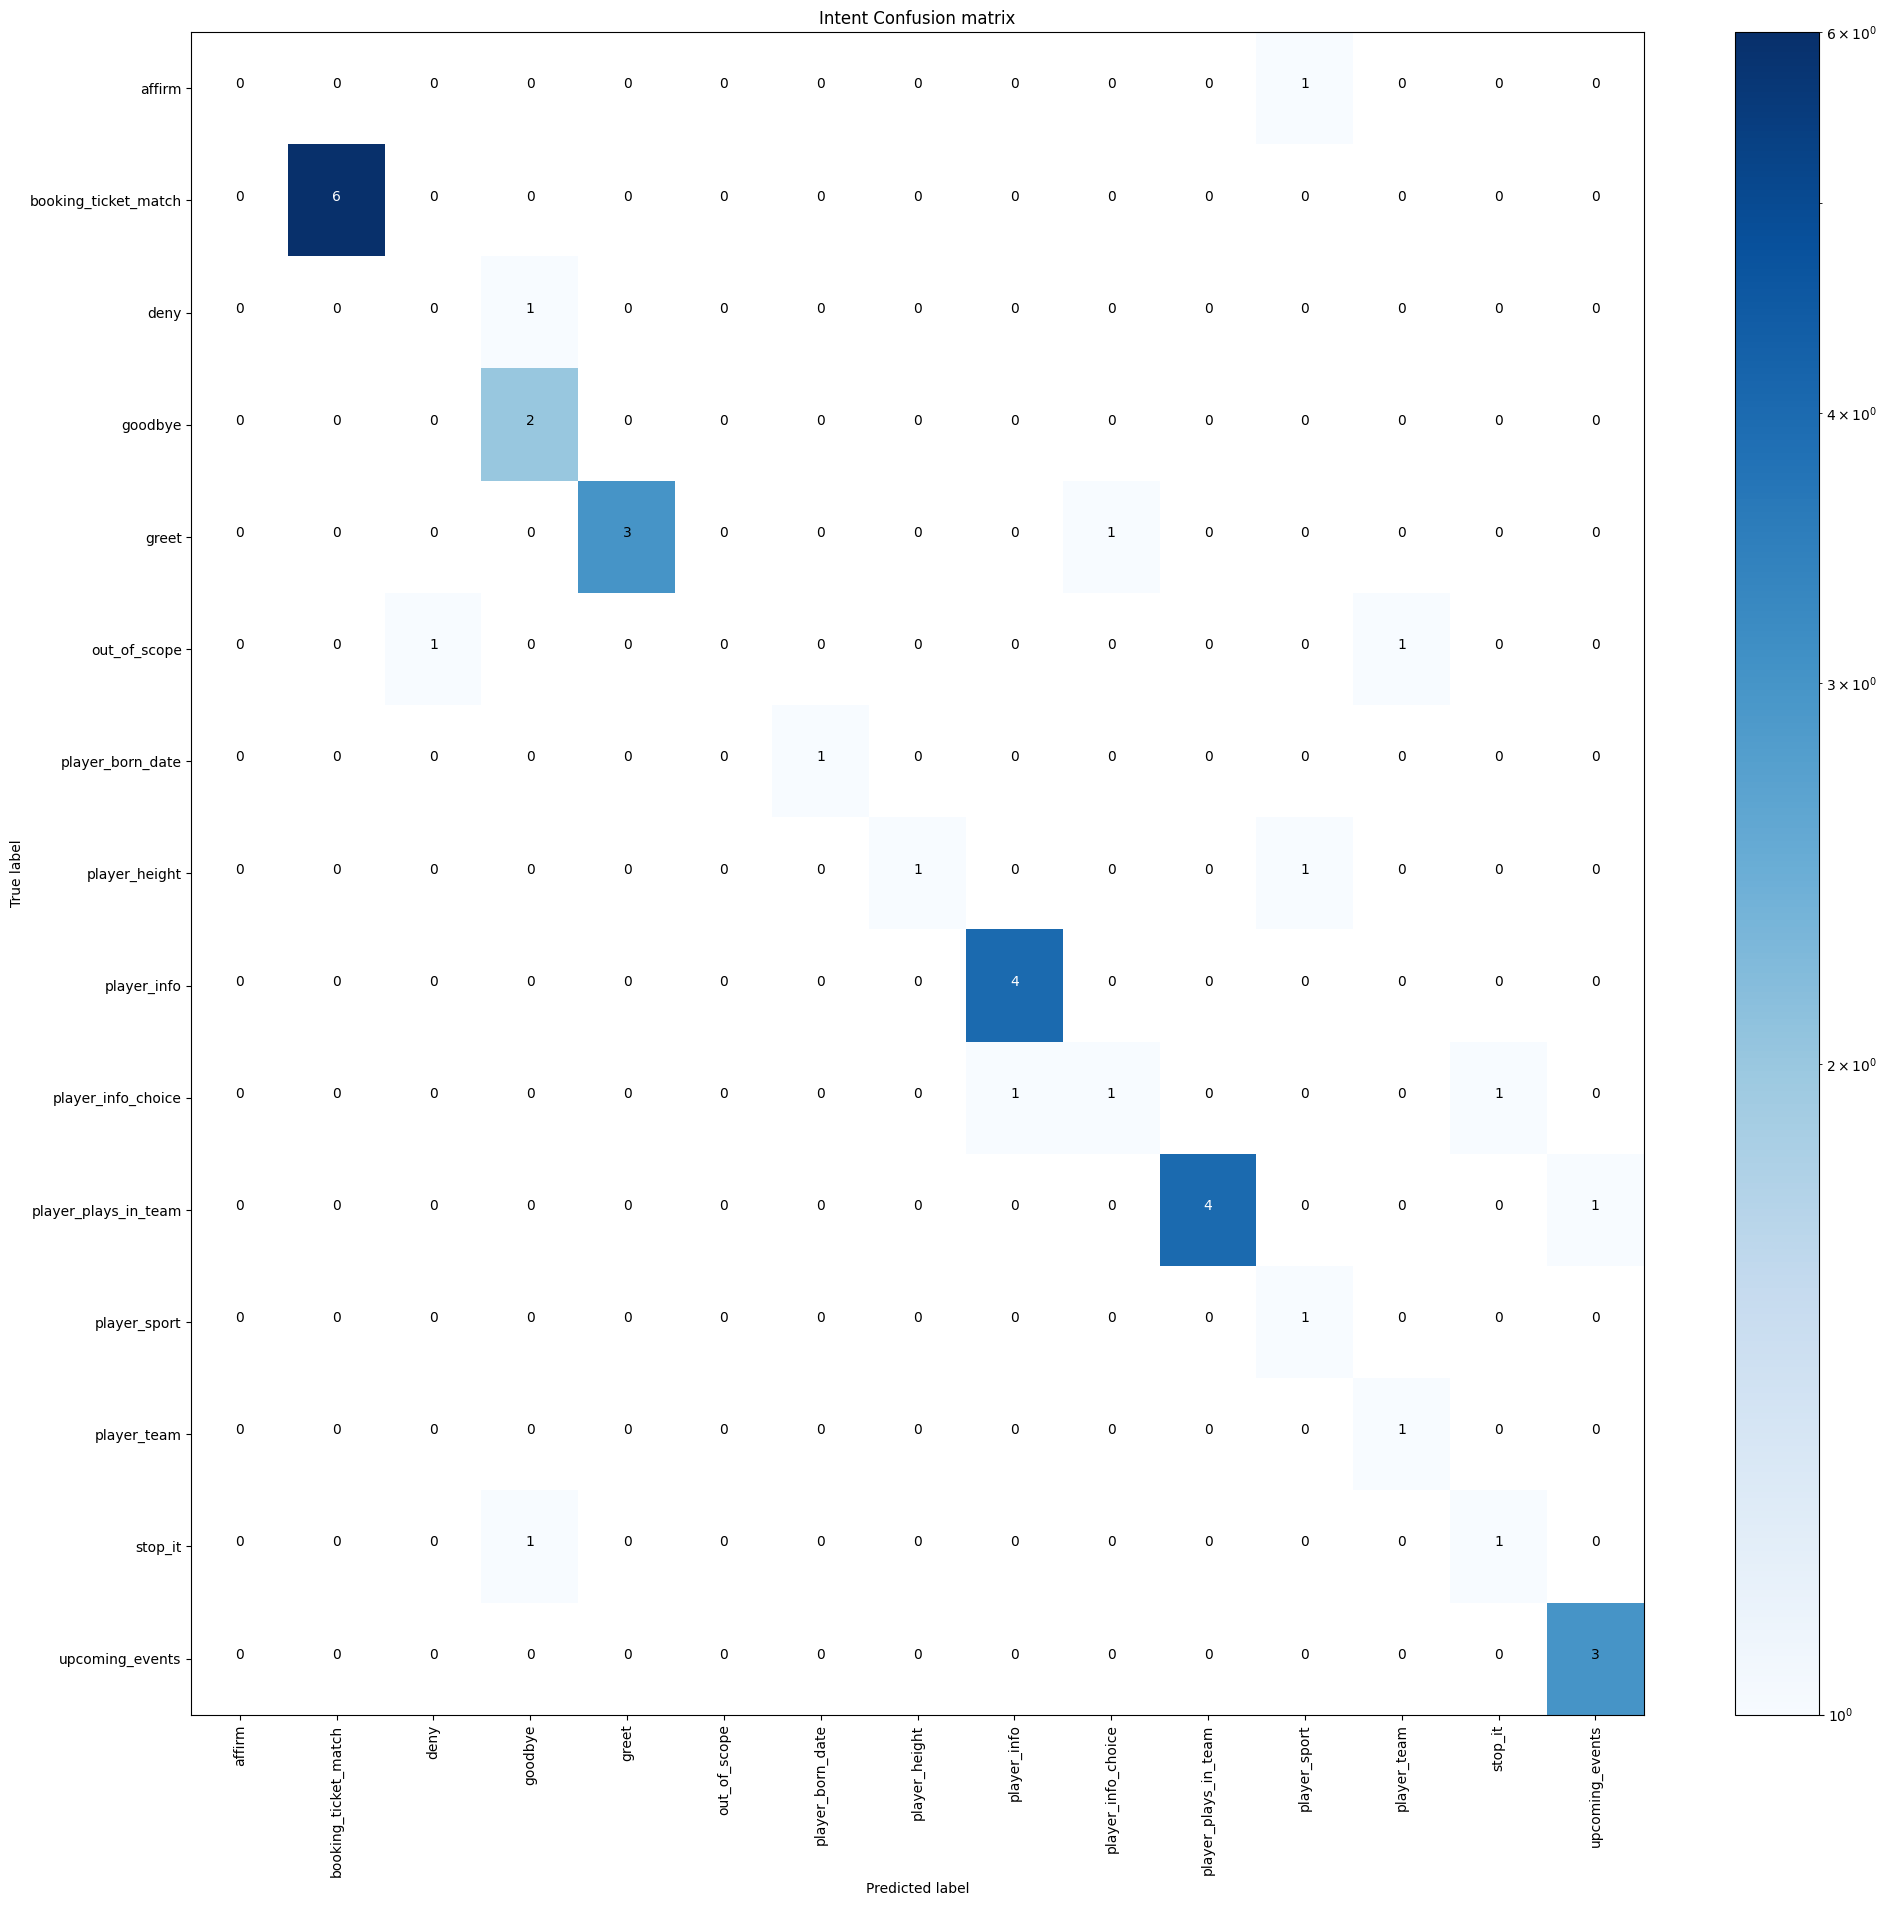 Intent Confusion matrix
affirm 0 0 0 0 0 0 0 0 0 0 0 1 0 0 0
booking_ticket_match 0 6 0 0 0 0 0 0 0 0 0 0 0 0 0
deny 0 0 0 1 0 0 0 0 0 0 0 0 0 0 0
goodbye 0 0 0 2 0 0 0 0 0 0 0 0 0 0 0
greet 0 0 0 0 3 0 0 0 0 1 0 0 0 0 0
out_of_scope 0 0 1 0 0 0 0 0 0 0 0 0 1 0 0
player_born_date 0 0 0 0 0 0 1 0 0 0 0 0 0 0 0
player_height 0 0 0 0 0 0 0 1 0 0 0 1 0 0 0
player_info 0 0 0 0 0 0 0 0 4 0 0 0 0 0 0
player_info_choice 0 0 0 0 0 0 0 0 1 1 0 0 0 1 0
player_plays_in_team 0 0 0 0 0 0 0 0 0 0 4 0 0 0 1
player_sport 0 0 0 0 0 0 0 0 0 0 0 1 0 0 0
player_team 0 0 0 0 0 0 0 0 0 0 0 0 1 0 0
stop_it 0 0 0 1 0 0 0 0 0 0 0 0 0 1 0
upcoming_events 0 0 0 0 0 0 0 0 0 0 0 0 0 0 3
True label
affirm
booking_ticket_match
deny
goodbye
greet
out_of_scope
player_born_date
player_height
player_info
player_info_choice
player_plays_in_team
player_sport
player_team
stop_it
upcoming_events
Predicted label
6 × 10⁰
4 × 10⁰
3 × 10⁰
2 × 10⁰
10⁰